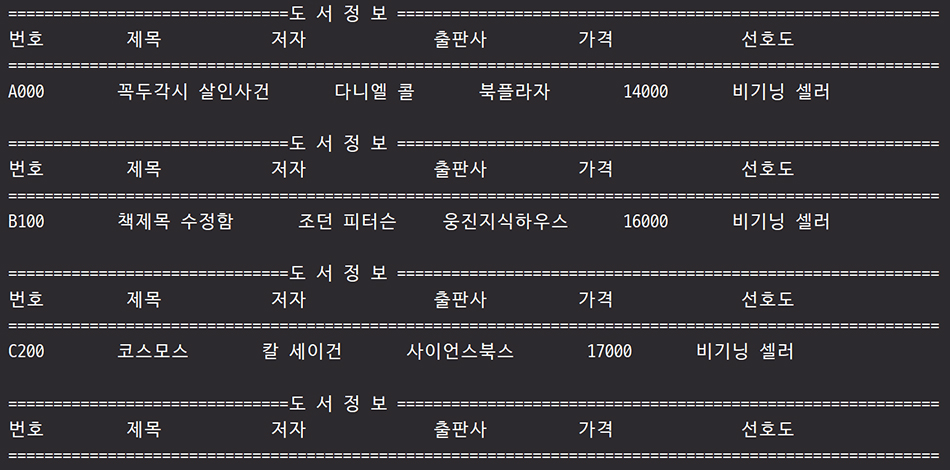 ===============================도 서 정 보 ============================================================
번호 제목 저자 출판사 가격 선호도
=======================================================================================================
A000 꼭두각시 살인사건 다니엘 콜 북플라자 14000 비기닝 셀러
===============================도 서 정 보 ============================================================
번호 제목 저자 출판사 가격 선호도
=======================================================================================================
B100 책제목 수정함 조던 피터슨 웅진지식하우스 16000 비기닝 셀러
===============================도 서 정 보 ============================================================
번호 제목 저자 출판사 가격 선호도
=======================================================================================================
C200 코스모스 칼 세이건 사이언스북스 17000 비기닝 셀러
===============================도 서 정 보 ============================================================
번호 제목 저자 출판사 가격 선호도
=======================================================================================================